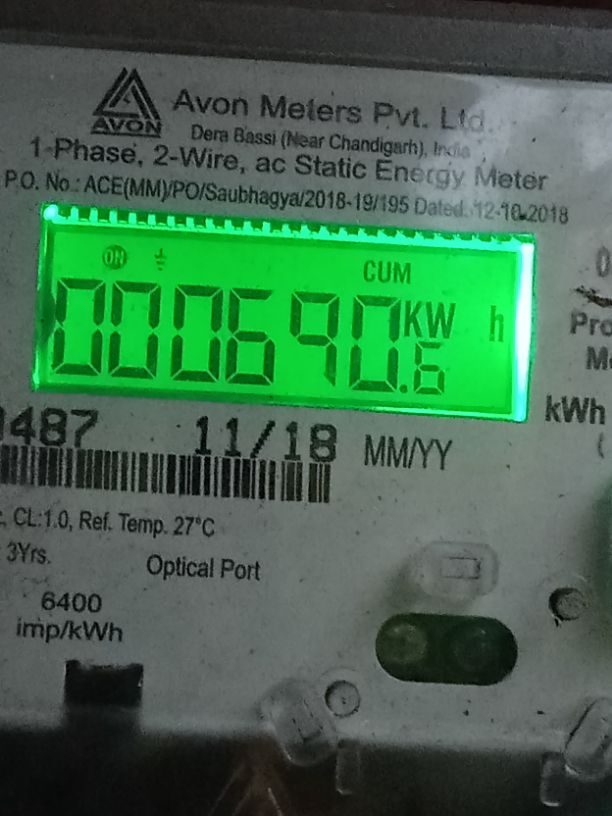 AVON
Avon Meters Pvt. Ltd.
Dera Bassi (Near Chandigarh), India
1-Phase, 2-Wire, ac Static Energy Meter
P.O. No.: ACE(MM)/PO/Saubhagya/2018-19/195 Dated. 12-10.2018
ON CUM
000690.6 KW h
kWh
487 11/18 MM/YY
CL:1.0, Ref. Temp. 27°C
3Yrs. Optical Port
6400
imp/kWh